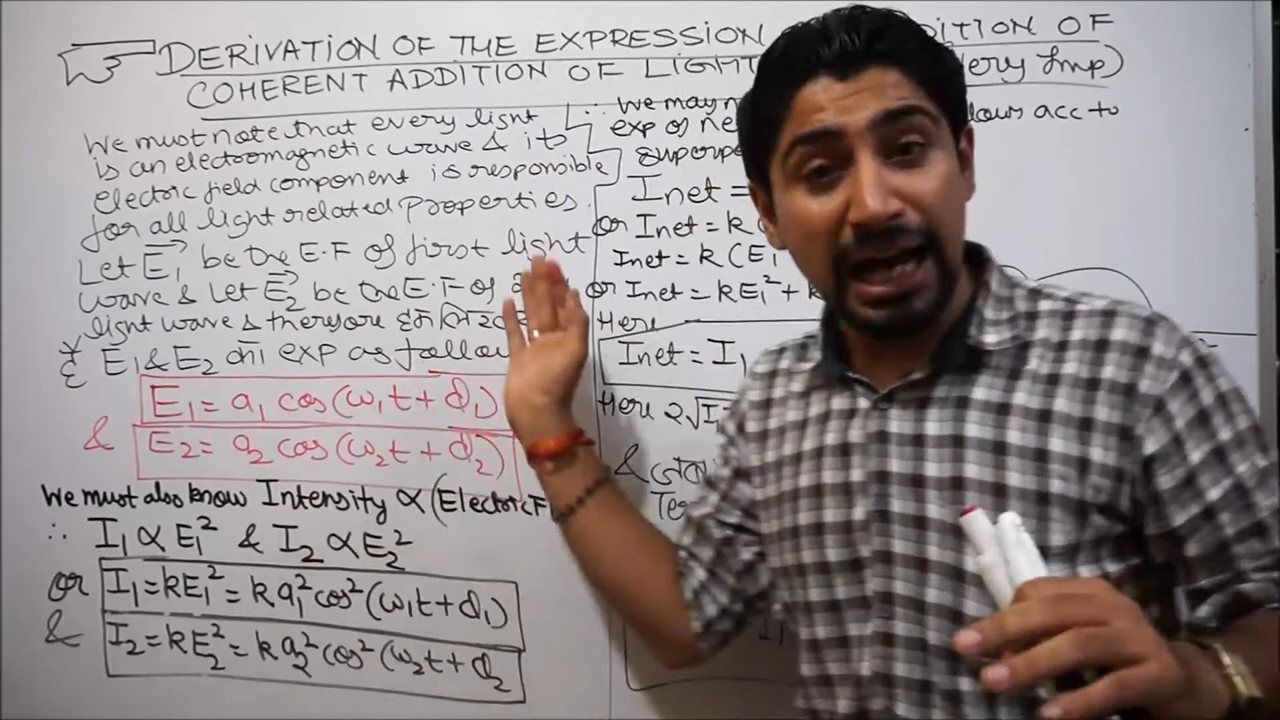 DERIVATION OF THE EXPRESSION DITION OF
COHERENT ADDITION OF LIGHT (Very Imp)
We must note that every light
is an electromagnetic wave & its
electric field component is responsible
for all light related properties.
Let E₁ be the E.F of first light
wave & let E₂ be the E.F of
light wave & therefore
E₁ & E₂ exp as follow
E₁ = a₁ cos(ω₁t + ϕ₁)
& E₂ = a₂ cos(ω₂t + ϕ₂)
We must also know Intensity ∝ (Electric F
∴ I₁ ∝ E₁² & I₂ ∝ E₂²
or I₁ = kE₁² = ka₁² cos² (ω₁t + ϕ₁)
& I₂ = kE₂² = ka₂² cos² (ω₂t + ϕ₂
∴ We may acc to
exp of ne
superp
Inet =
or Inet = k
Inet = k(E₁
or Inet = kE₁² + k
Here
Inet = I₁
Here 2√I₁
&